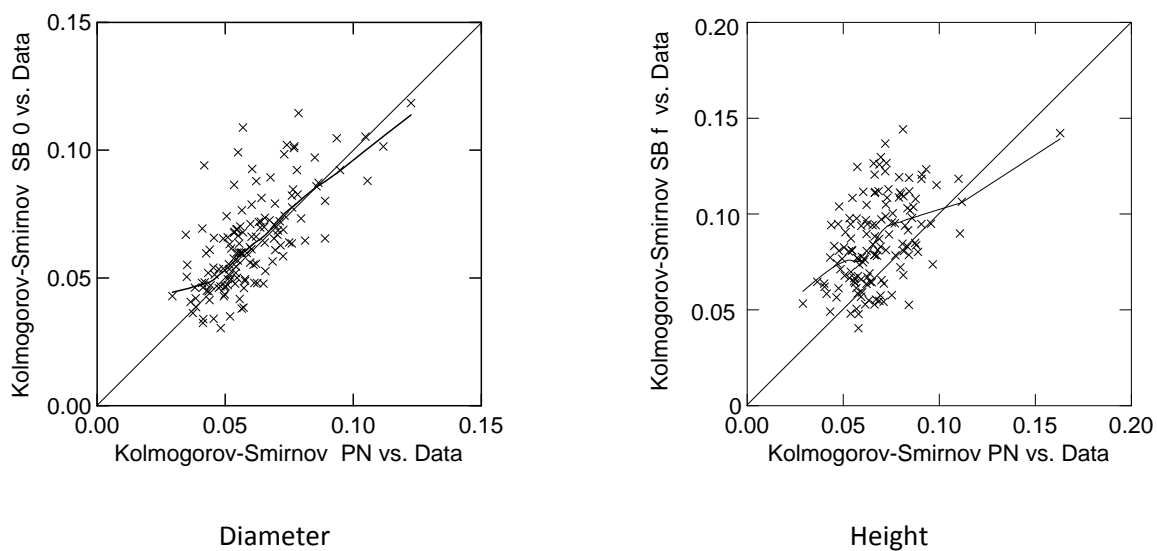 0.15
0.10
0.05
0.00
0.00 0.05 0.10 0.15
Kolmogorov-Smirnov SB 0 vs. Data
Kolmogorov-Smirnov PN vs. Data
Diameter
0.20
0.15
0.10
0.05
0
0.00 0.05 0.10 0.15 0.20
Kolmogorov-Smirnov SB f vs. Data
Kolmogorov-Smirnov PN vs. Data
Height